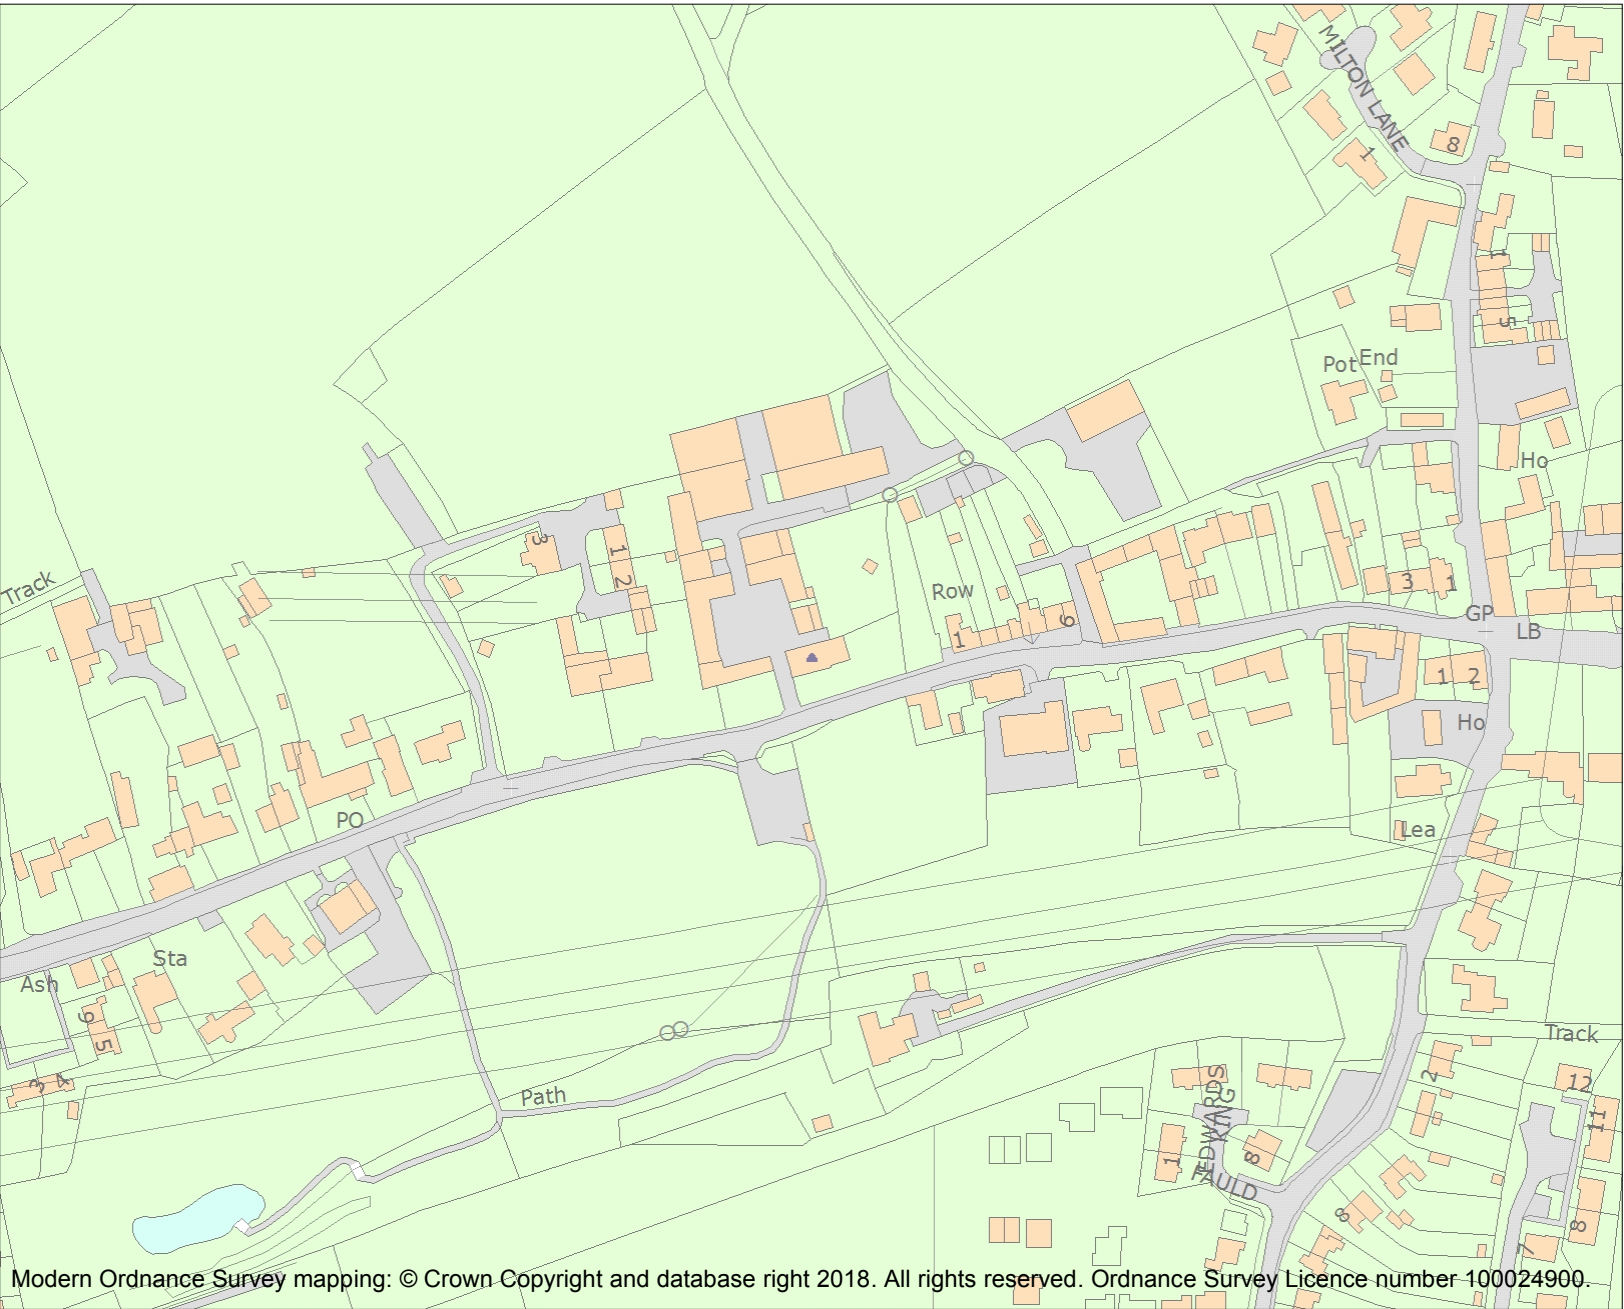 MILTON LANE
8
1
1
5
Pot End
Ho
3
1
2
Track
Row
1
9
3
1
GP
LB
1 2
Ho
PO
Lea
Sta
Ash
9
5
3 4
Track
2
12
11
Path
KING
EDWARDS
1
8
TAULD
8
8
7
Modern Ordnance Survey mapping: © Crown Copyright and database right 2018. All rights reserved. Ordnance Survey Licence number 100024900.